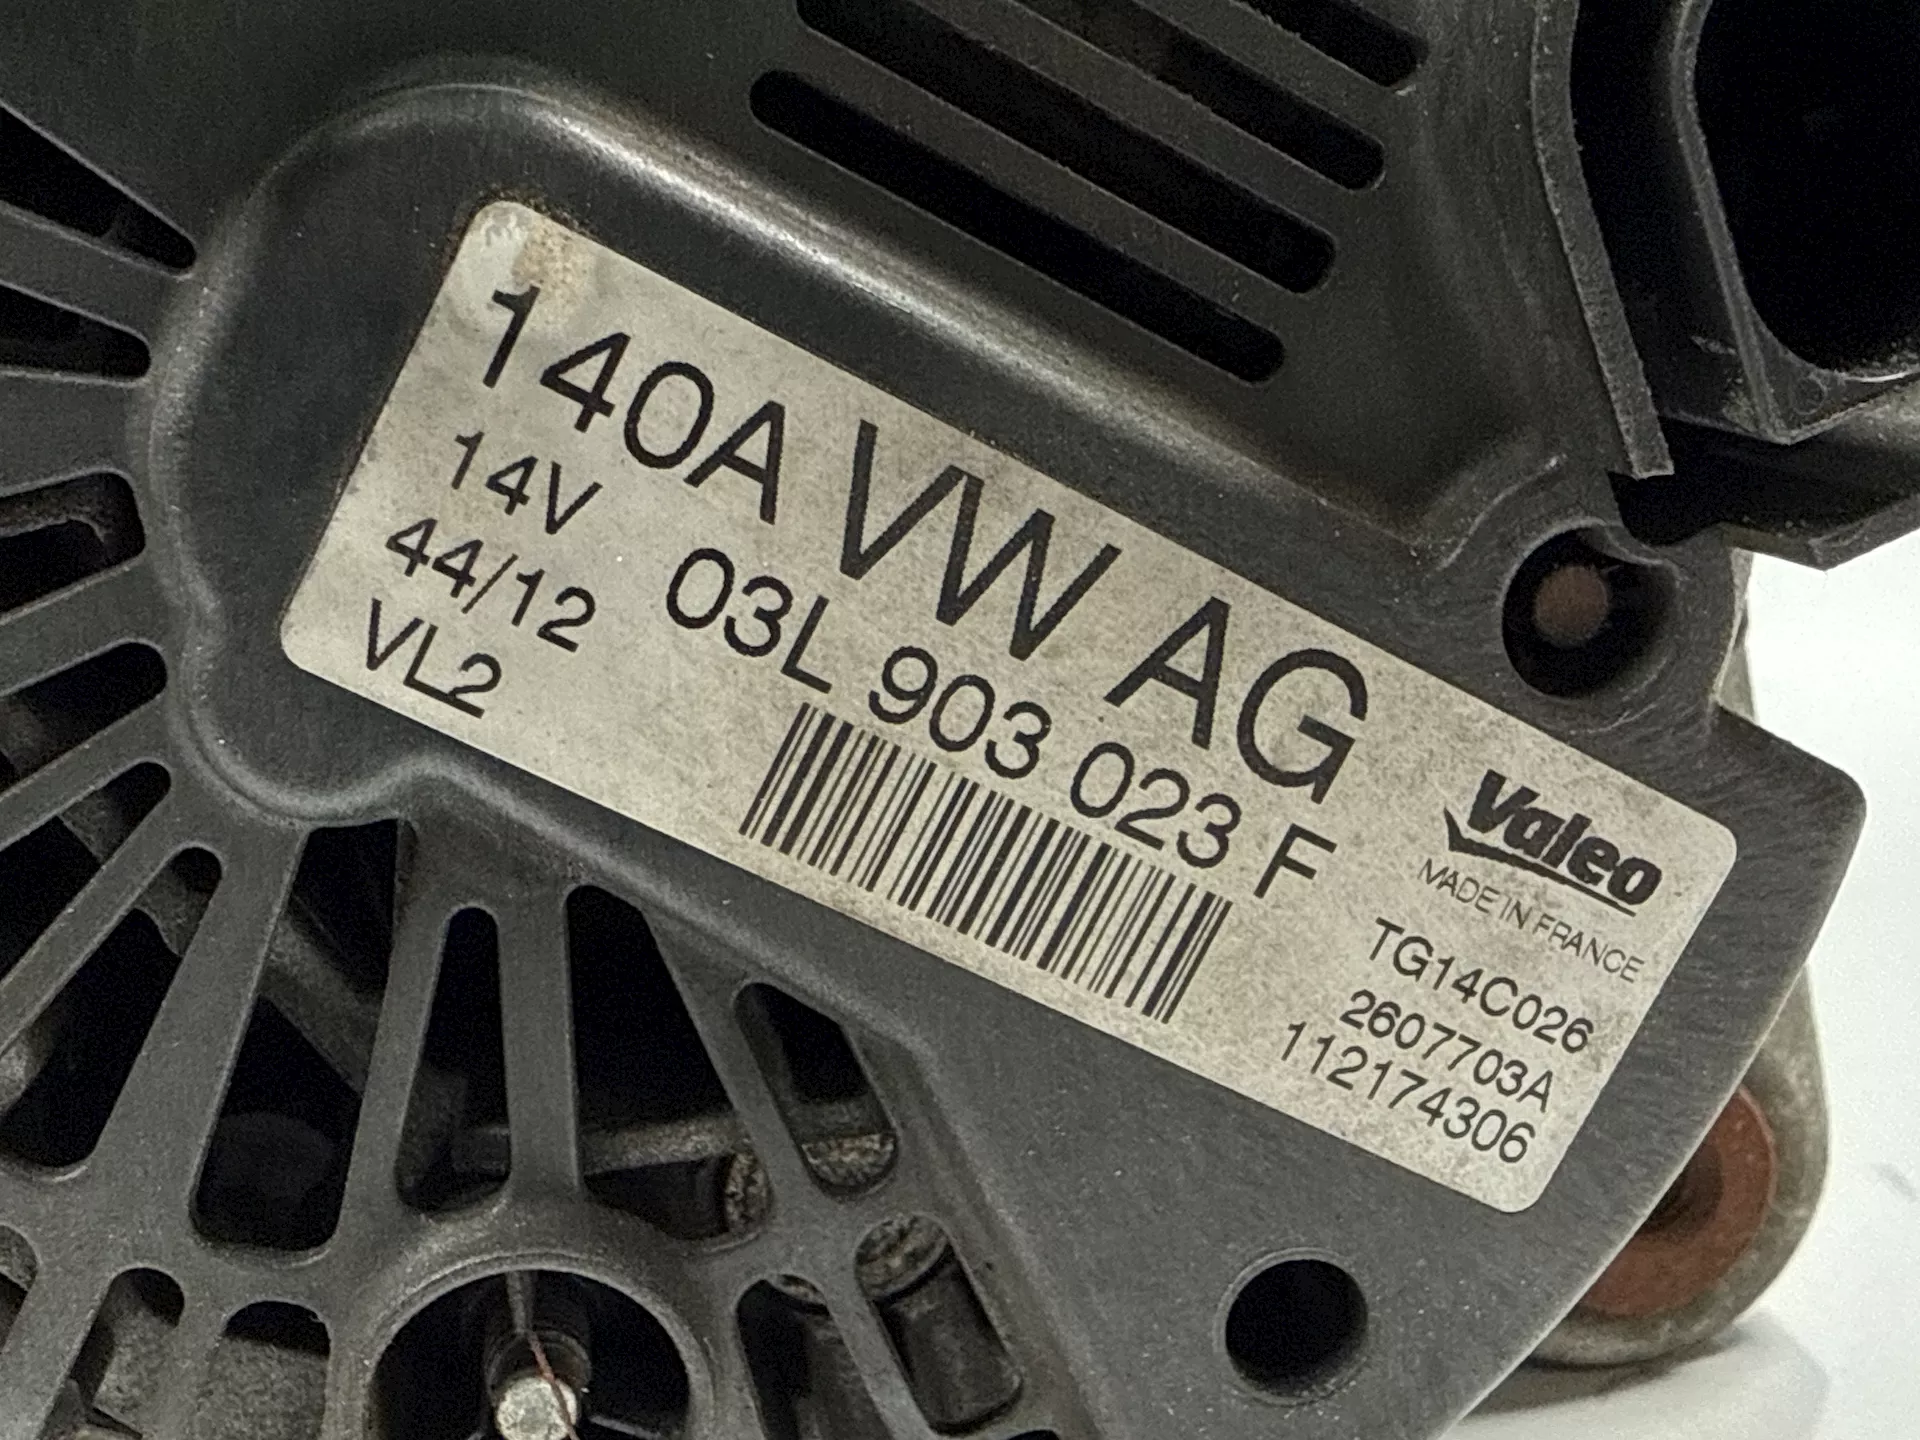 140A VW AG
14V
44/12
VL2
03L 903 023 F
Valeo
MADE IN FRANCE
TG14C026
2607703A
112174306